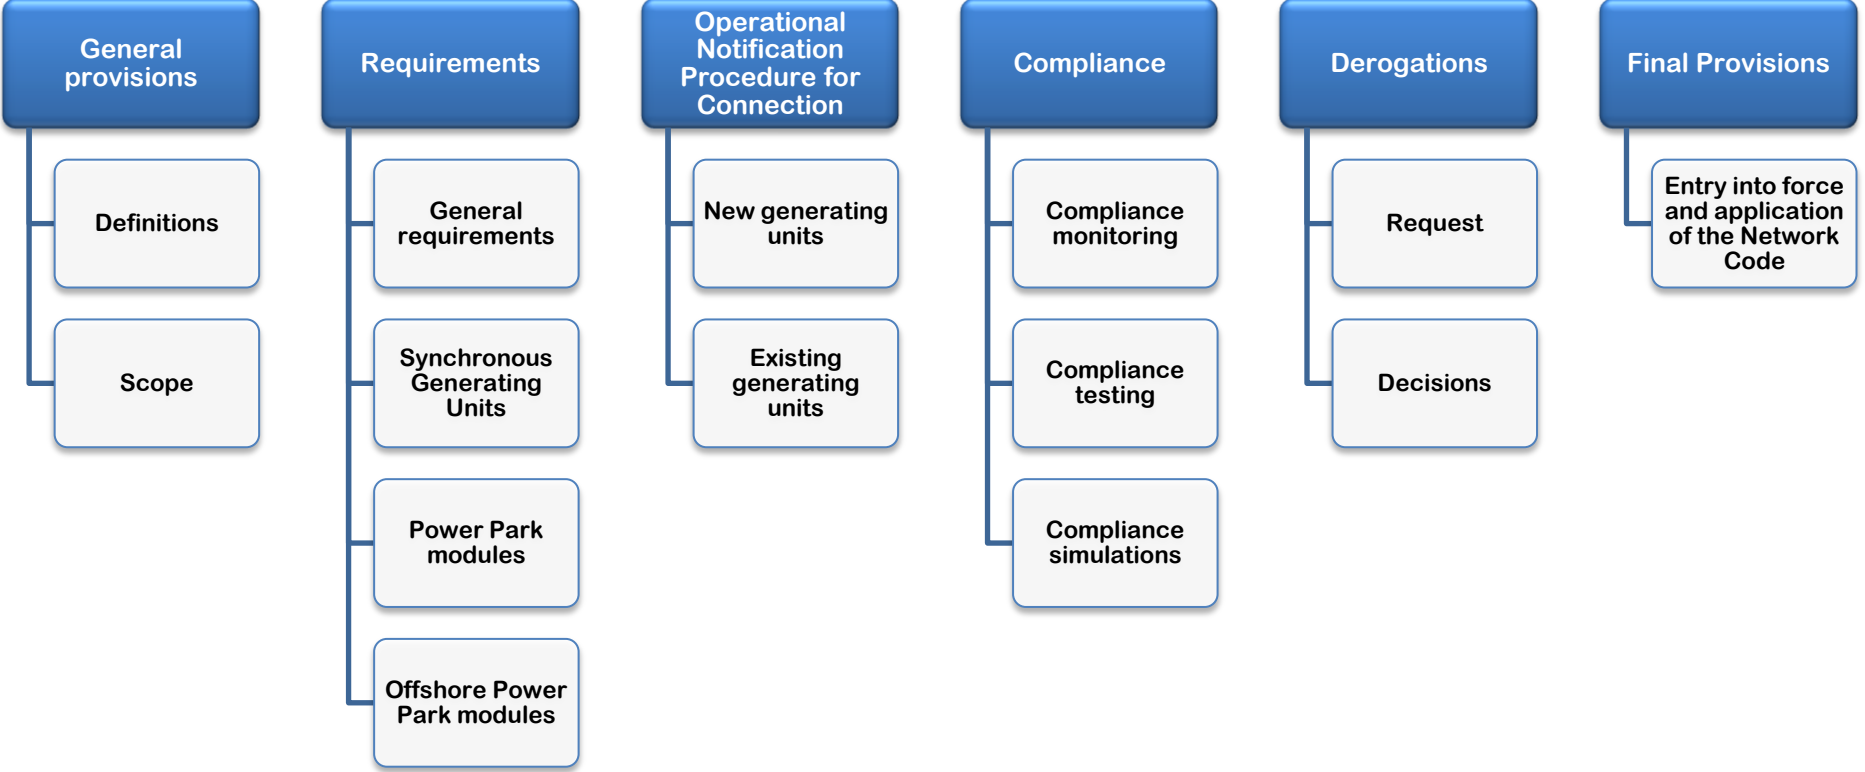 General
provisions
Definitions
Scope
Requirements
General
requirements
Synchronous
Generating
Units
Power Park
modules
Offshore Power
Park modules
Operational
Notification
Procedure for
Connection
New generating
units
Existing
generating
units
Compliance
Compliance
monitoring
Compliance
testing
Compliance
simulations
Derogations
Request
Decisions
Final Provisions
Entry into force
and application
of the Network
Code